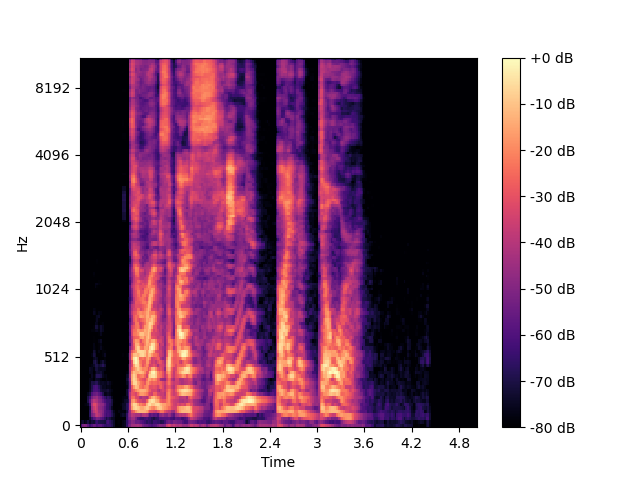 Hz
8192
4096
2048
1024
512
0
0 0.6 1.2 1.8 2.4 3 3.6 4.2 4.8
Time
+0 dB
-10 dB
-20 dB
-30 dB
-40 dB
-50 dB
-60 dB
-70 dB
-80 dB